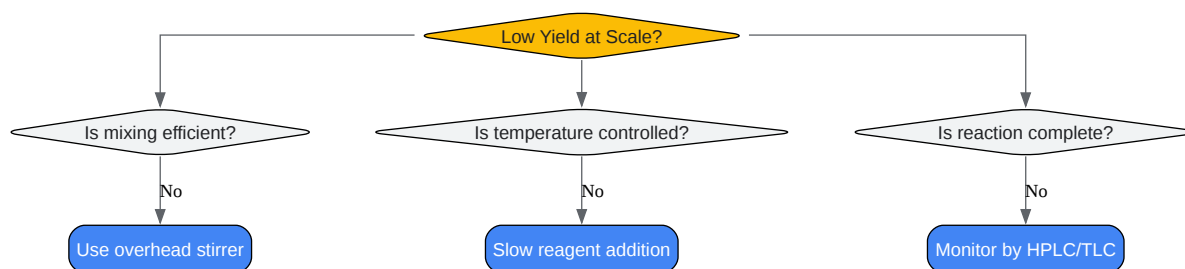 Low Yield at Scale?
Is mixing efficient?
Is temperature controlled?
Is reaction complete?
No
No
No
Use overhead stirrer
Slow reagent addition
Monitor by HPLC/TLC